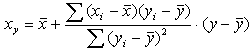 x_y = x̄ + ∑(x_i − x̄)(y_i − ȳ) / ∑(y_i − ȳ)² · (y − ȳ)